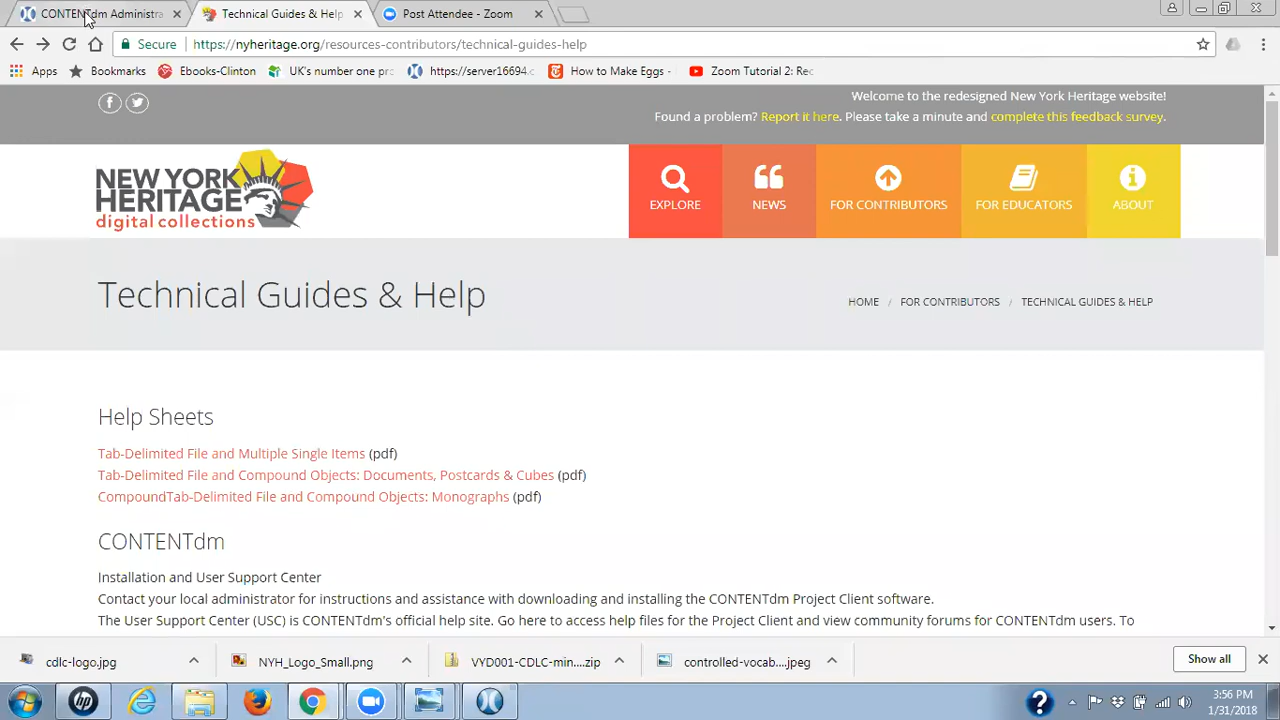 CONTENTdm Administra
Technical Guides & Help
Post Attendee - Zoom
Secure
https://nyheritage.org/resources-contributors/technical-guides-help
Apps
Bookmarks
Ebooks-Clinton
UK's number one pro
https://server16694.c
How to Make Eggs -
Zoom Tutorial 2: Rec
Welcome to the redesigned New York Heritage website!
Found a problem? Report it here. Please take a minute and complete this feedback survey.
NEW YORK
HERITAGE
digital collections
EXPLORE
NEWS
FOR CONTRIBUTORS
FOR EDUCATORS
ABOUT
Technical Guides & Help
HOME / FOR CONTRIBUTORS / TECHNICAL GUIDES & HELP
Help Sheets
Tab-Delimited File and Multiple Single Items (pdf)
Tab-Delimited File and Compound Objects: Documents, Postcards & Cubes (pdf)
CompoundTab-Delimited File and Compound Objects: Monographs (pdf)
CONTENTdm
Installation and User Support Center
Contact your local administrator for instructions and assistance with downloading and installing the CONTENTdm Project Client software.
The User Support Center (USC) is CONTENTdm's official help site. Go here to access help files for the Project Client and view community forums for CONTENTdm users. To
cdlc-logo.jpg
NYH_Logo_Small.png
VYD001-CDLC-min....zip
controlled-vocab....jpeg
Show all
3:56 PM
1/31/2018